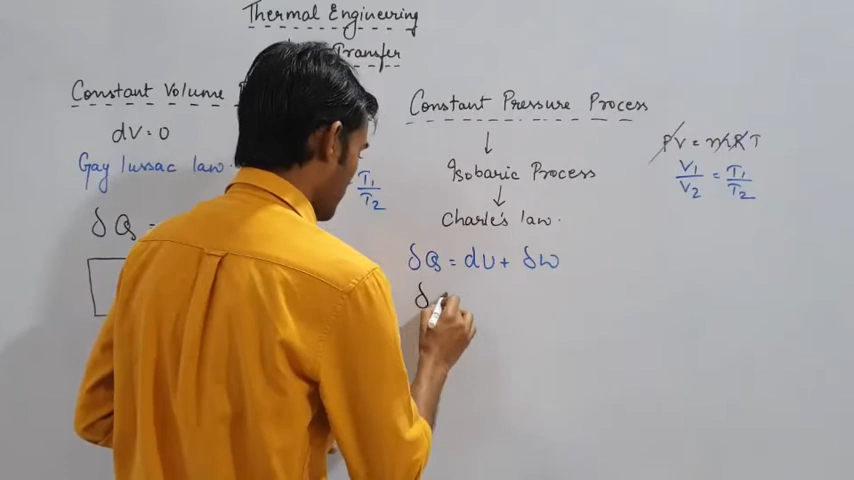 Thermal Engineering
Transfer
Constant Volume
dV = 0
Gay lussac law.
T1/T2
δQ =
Constant Pressure Process
↓
Isobaric Process
↓
Charle's law.
δQ = dU + δW
δ
PV = mRT
V1/V2 = T1/T2